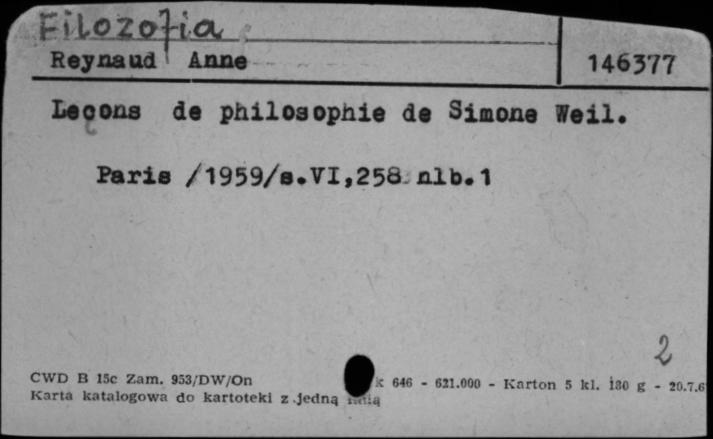 Filozofia
Reynaud Anne 146377
Leçons de philosophie de Simone Weil.
Paris /1959/s.VI,258 nlb.1
2
CWD B 15c Zam. 953/DW/On k 646 - 621.000 - Karton 5 kl. 180 g - 20.7.6
Karta katalogowa do kartoteki z jedną